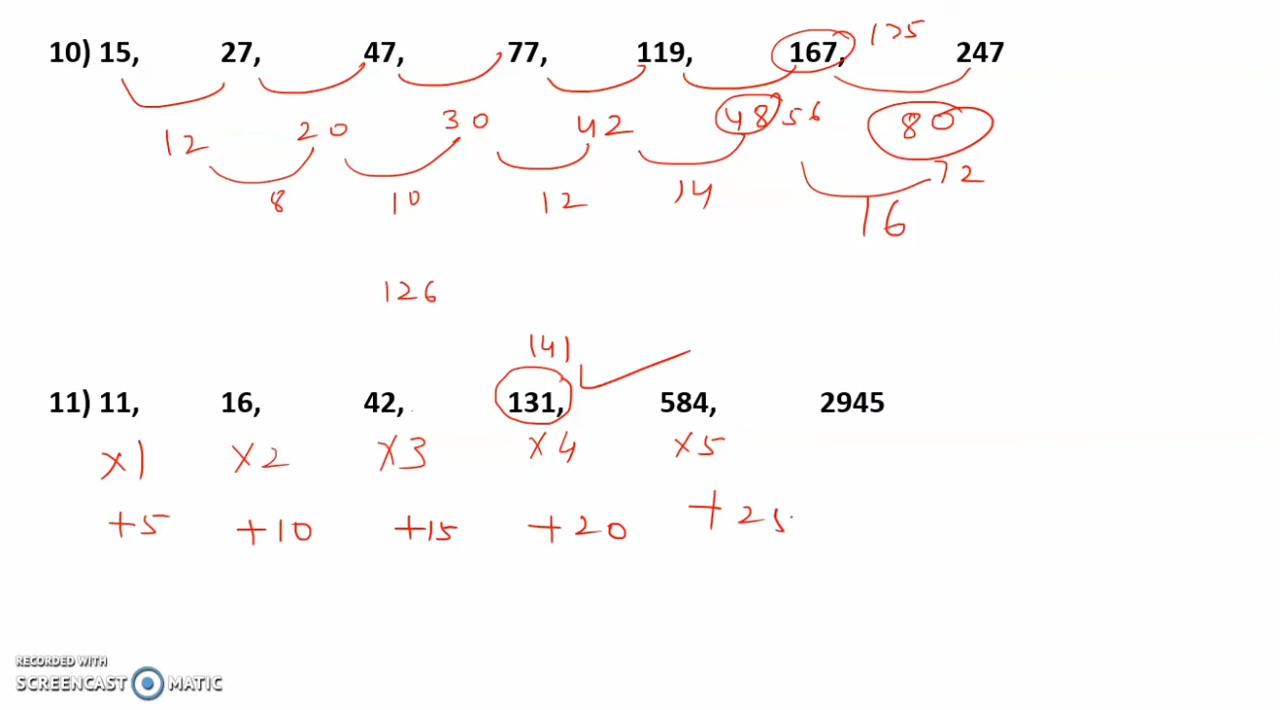 175
10) 15, 27, 47, 77, 119, 167, 247
12 20 30 42 48 56 80
72
8 10 12 14 16
126
141
11) 11, 16, 42, 131, 584, 2945
X1 X2 X3 X4 X5
+5 +10 +15 +20 +25
RECORDED WITH
SCREENCAST MATIC